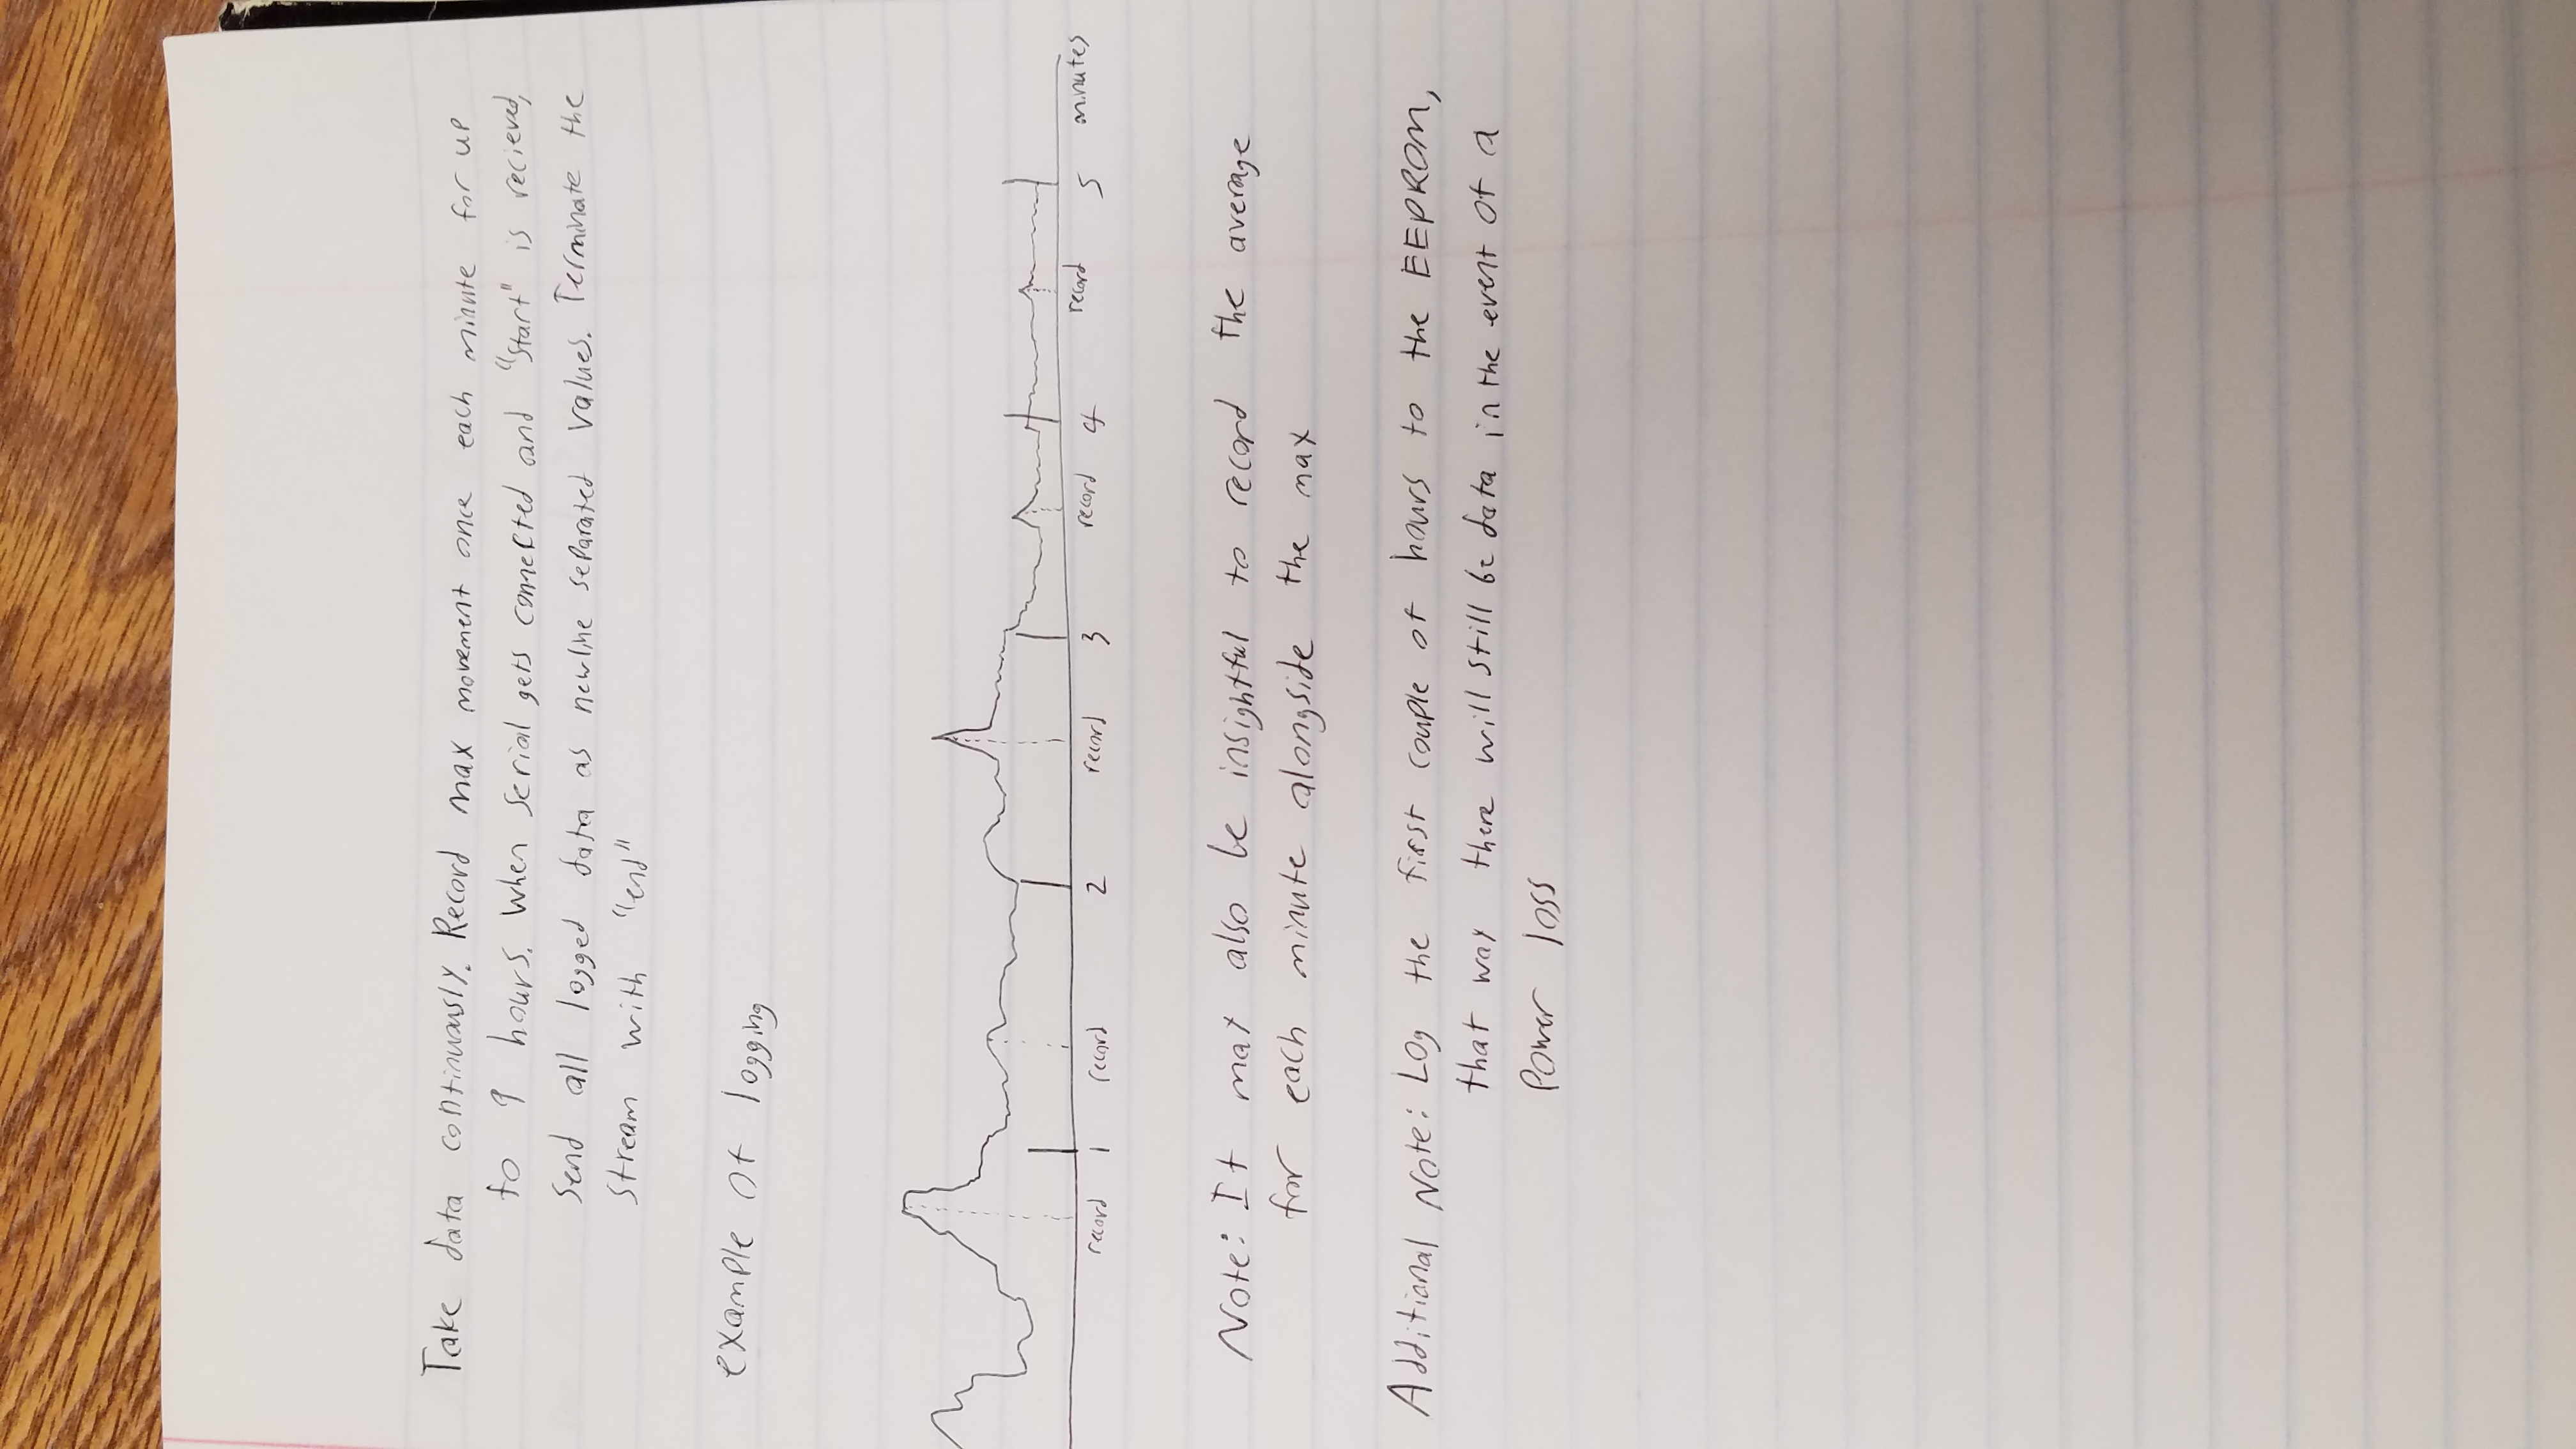 Take data continuously. Record max movement once each minute for up
to 9 hours. When serial gets connected and "start" is recieved,
send all logged data as newline separated values. Terminate the
stream with "end"
example of logging
record 1 record 2 record 3 record 4 record 5 minutes
Note: It may also be insightful to record the average
for each minute alongside the max
Additional Note: Log the first couple of hours to the EEPROM,
that way there will still be data in the event of a
power loss